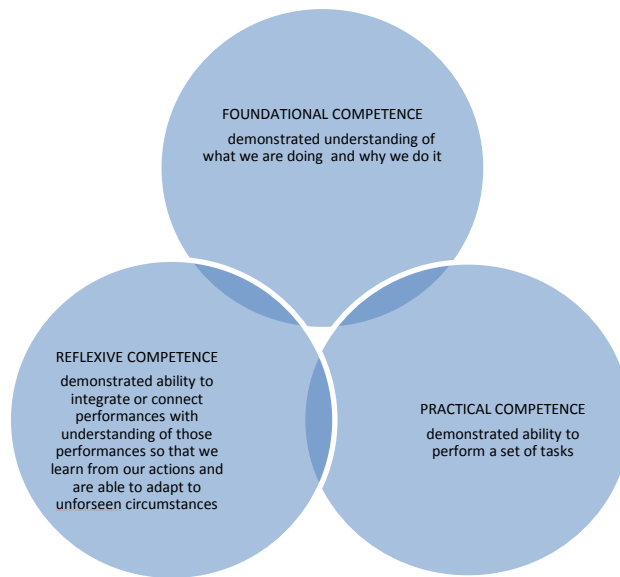 FOUNDATIONAL COMPETENCE
demonstrated understanding of
what we are doing and why we do it
REFLEXIVE COMPETENCE
demonstrated ability to
integrate or connect
performances with
understanding of those
performances so that we
learn from our actions and
are able to adapt to
unforseen circumstances
PRACTICAL COMPETENCE
demonstrated ability to
perform a set of tasks